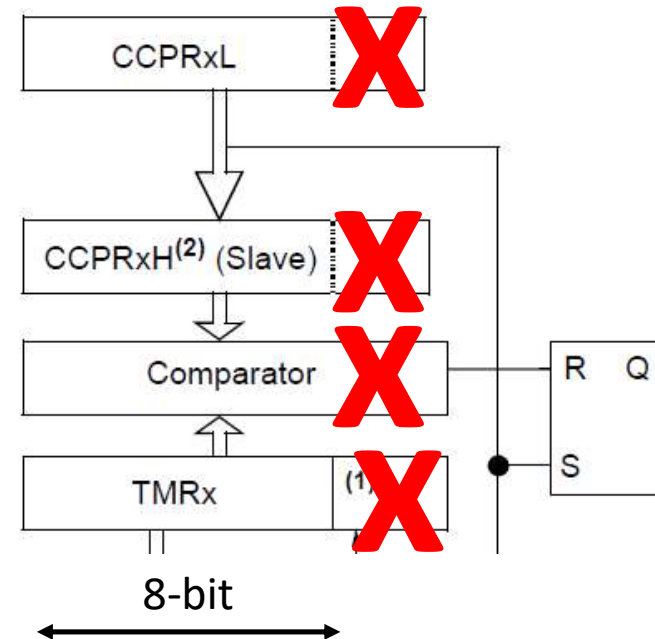 CCPRxL
X
CCPRxH(2) (Slave)
X
Comparator
X
R Q
TMRx
(1)
X
S
8-bit